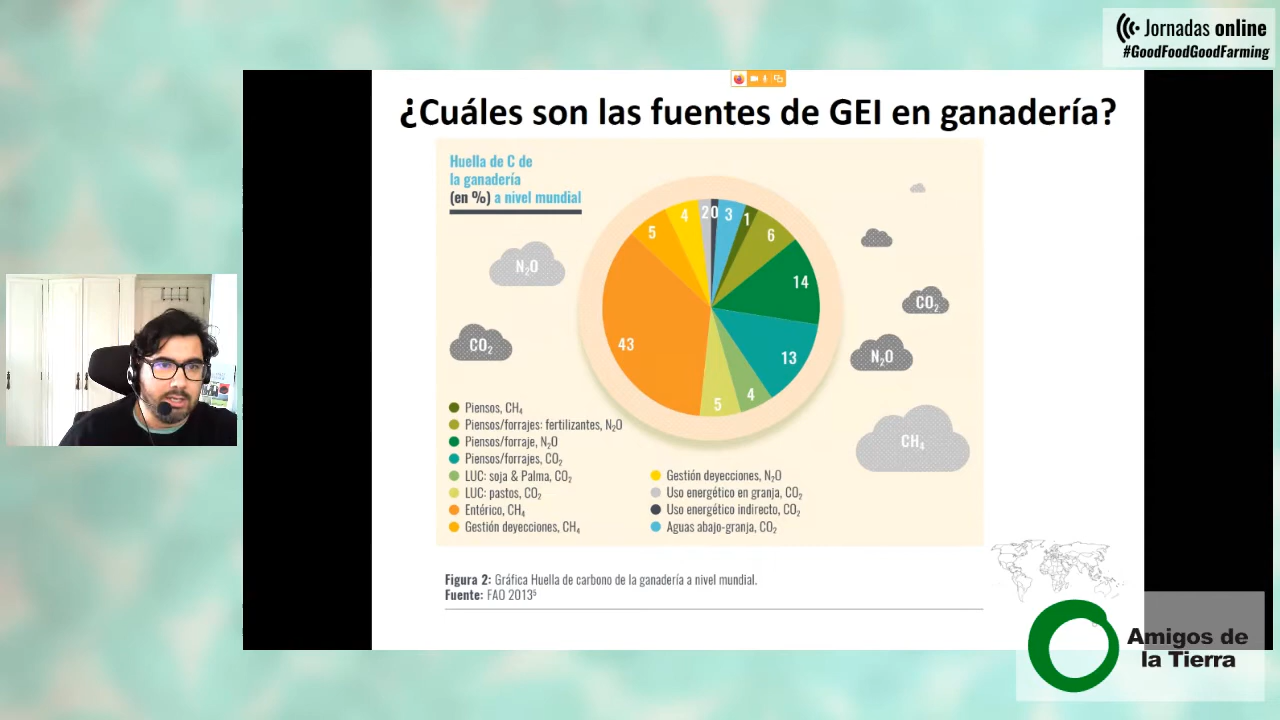 Jornadas online
#GoodFoodGoodFarming
¿Cuáles son las fuentes de GEI en ganadería?
Huella de C de
la ganadería
(en %) a nivel mundial
4
2
0
3
1
5
6
N₂O
14
CO₂
CO₂
43
13
N₂O
5
4
CH₄
Piensos, CH₄
Piensos/forrajes: fertilizantes, N₂O
Piensos/forraje, N₂O
Piensos/forrajes, CO₂
LUC: soja & Palma, CO₂
LUC: pastos, CO₂
Entérico, CH₄
Gestión deyecciones, CH₄
Gestión deyecciones, N₂O
Uso energético en granja, CO₂
Uso energético indirecto, CO₂
Aguas abajo-granja, CO₂
Figura 2: Gráfica Huella de carbono de la ganadería a nivel mundial.
Fuente: FAO 2013⁵
Amigos de
la Tierra